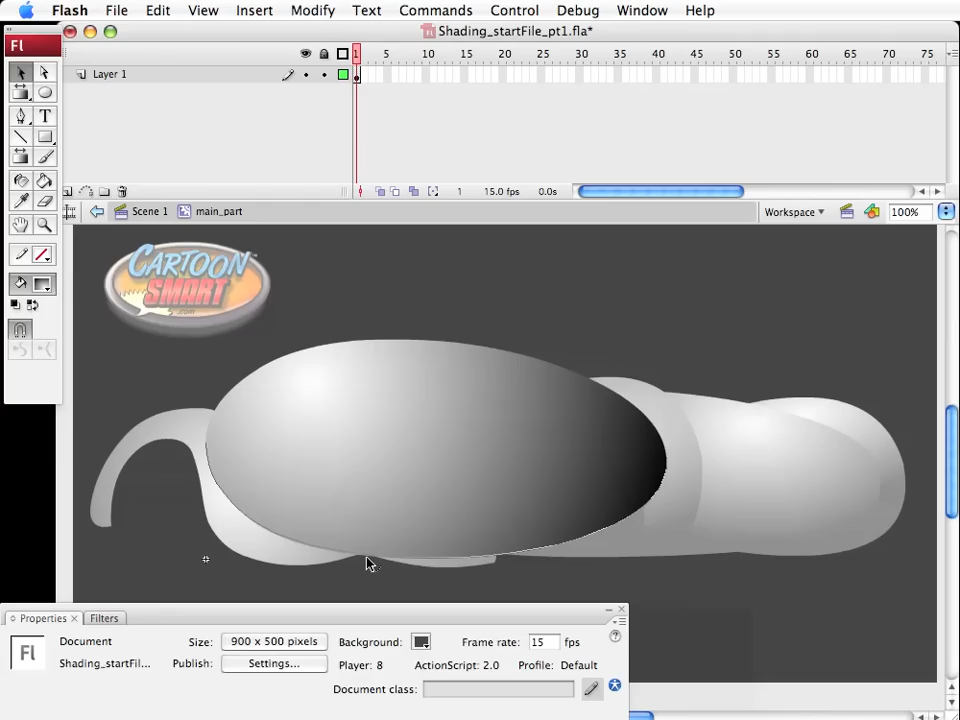 Flash File Edit View Insert Modify Text Commands Control Debug Window Help
Shading_startFile_pt1.fla*
Fl
1 5 10 15 20 25 30 35 40 45 50 55 60 65 70 75
Layer 1
1 15.0 fps 0.0s
Scene 1 main_part Workspace 100%
T
CARTOON
SMART
.com
Properties Filters
Fl
Document Size: 900 x 500 pixels Background: Frame rate: 15 fps
Shading_startFil... Publish: Settings... Player: 8 ActionScript: 2.0 Profile: Default
Document class: